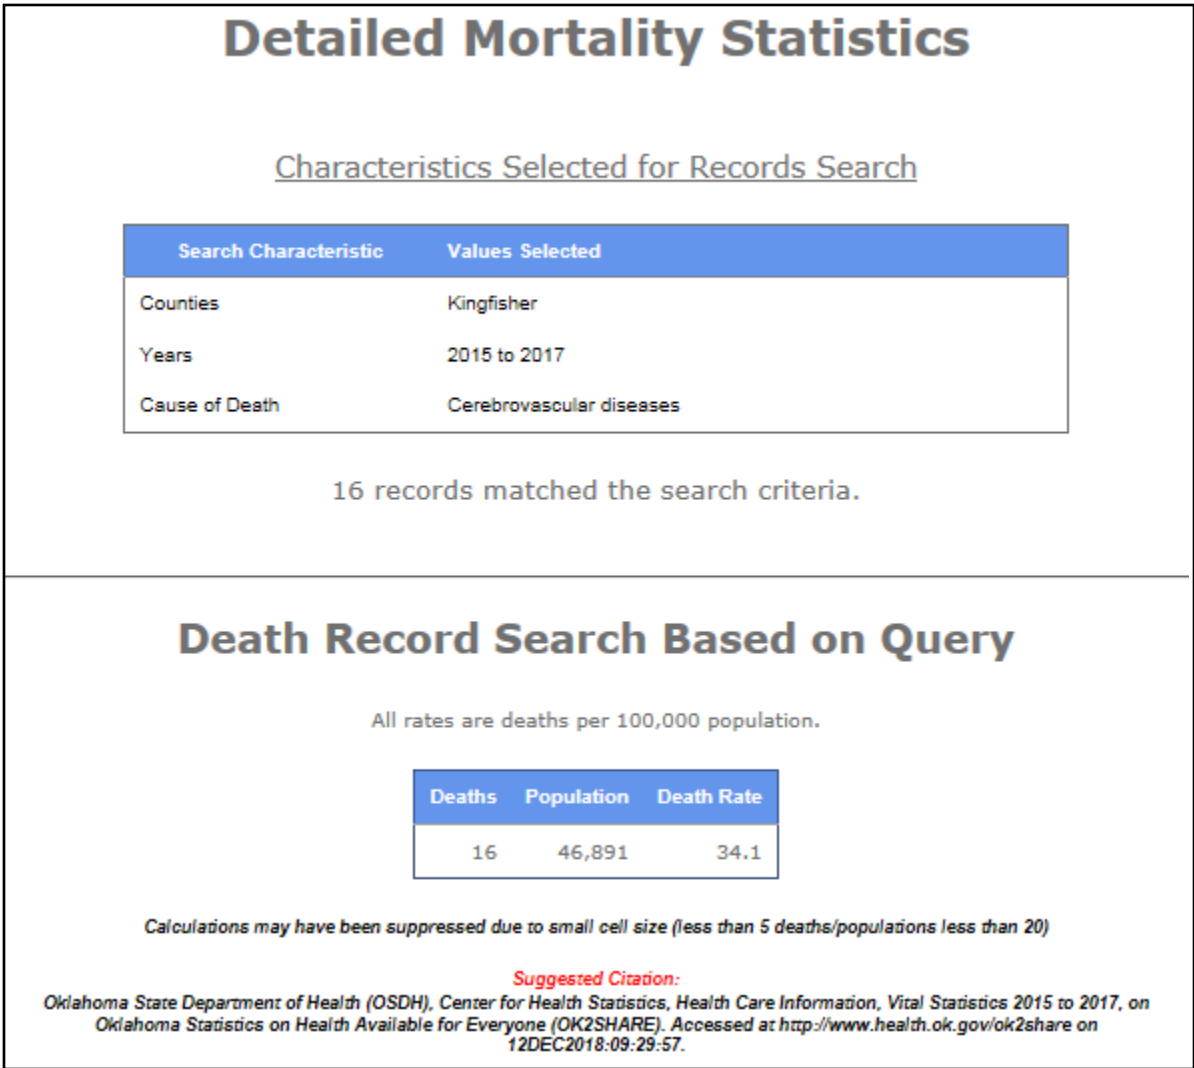 Detailed Mortality Statistics
Characteristics Selected for Records Search
Search Characteristic Values Selected
Counties Kingfisher
Years 2015 to 2017
Cause of Death Cerebrovascular diseases
16 records matched the search criteria.
Death Record Search Based on Query
All rates are deaths per 100,000 population.
Deaths Population Death Rate
16 46,891 34.1
Calculations may have been suppressed due to small cell size (less than 5 deaths/populations less than 20)
Suggested Citation:
Oklahoma State Department of Health (OSDH), Center for Health Statistics, Health Care Information, Vital Statistics 2015 to 2017, on
Oklahoma Statistics on Health Available for Everyone (OK2SHARE). Accessed at http://www.health.ok.gov/ok2share on
12DEC2018:09:29:57.